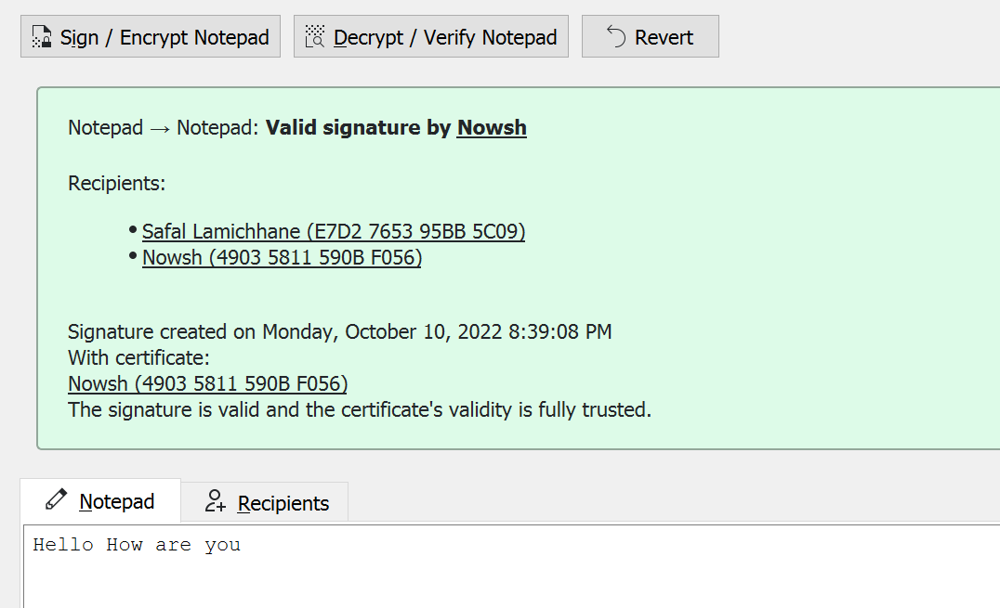 Sign / Encrypt Notepad
Decrypt / Verify Notepad
Revert
Notepad → Notepad: Valid signature by Nowsh
Recipients:
• Safal Lamichhane (E7D2 7653 95BB 5C09)
• Nowsh (4903 5811 590B F056)
Signature created on Monday, October 10, 2022 8:39:08 PM
With certificate:
Nowsh (4903 5811 590B F056)
The signature is valid and the certificate's validity is fully trusted.
Notepad
Recipients
Hello How are you